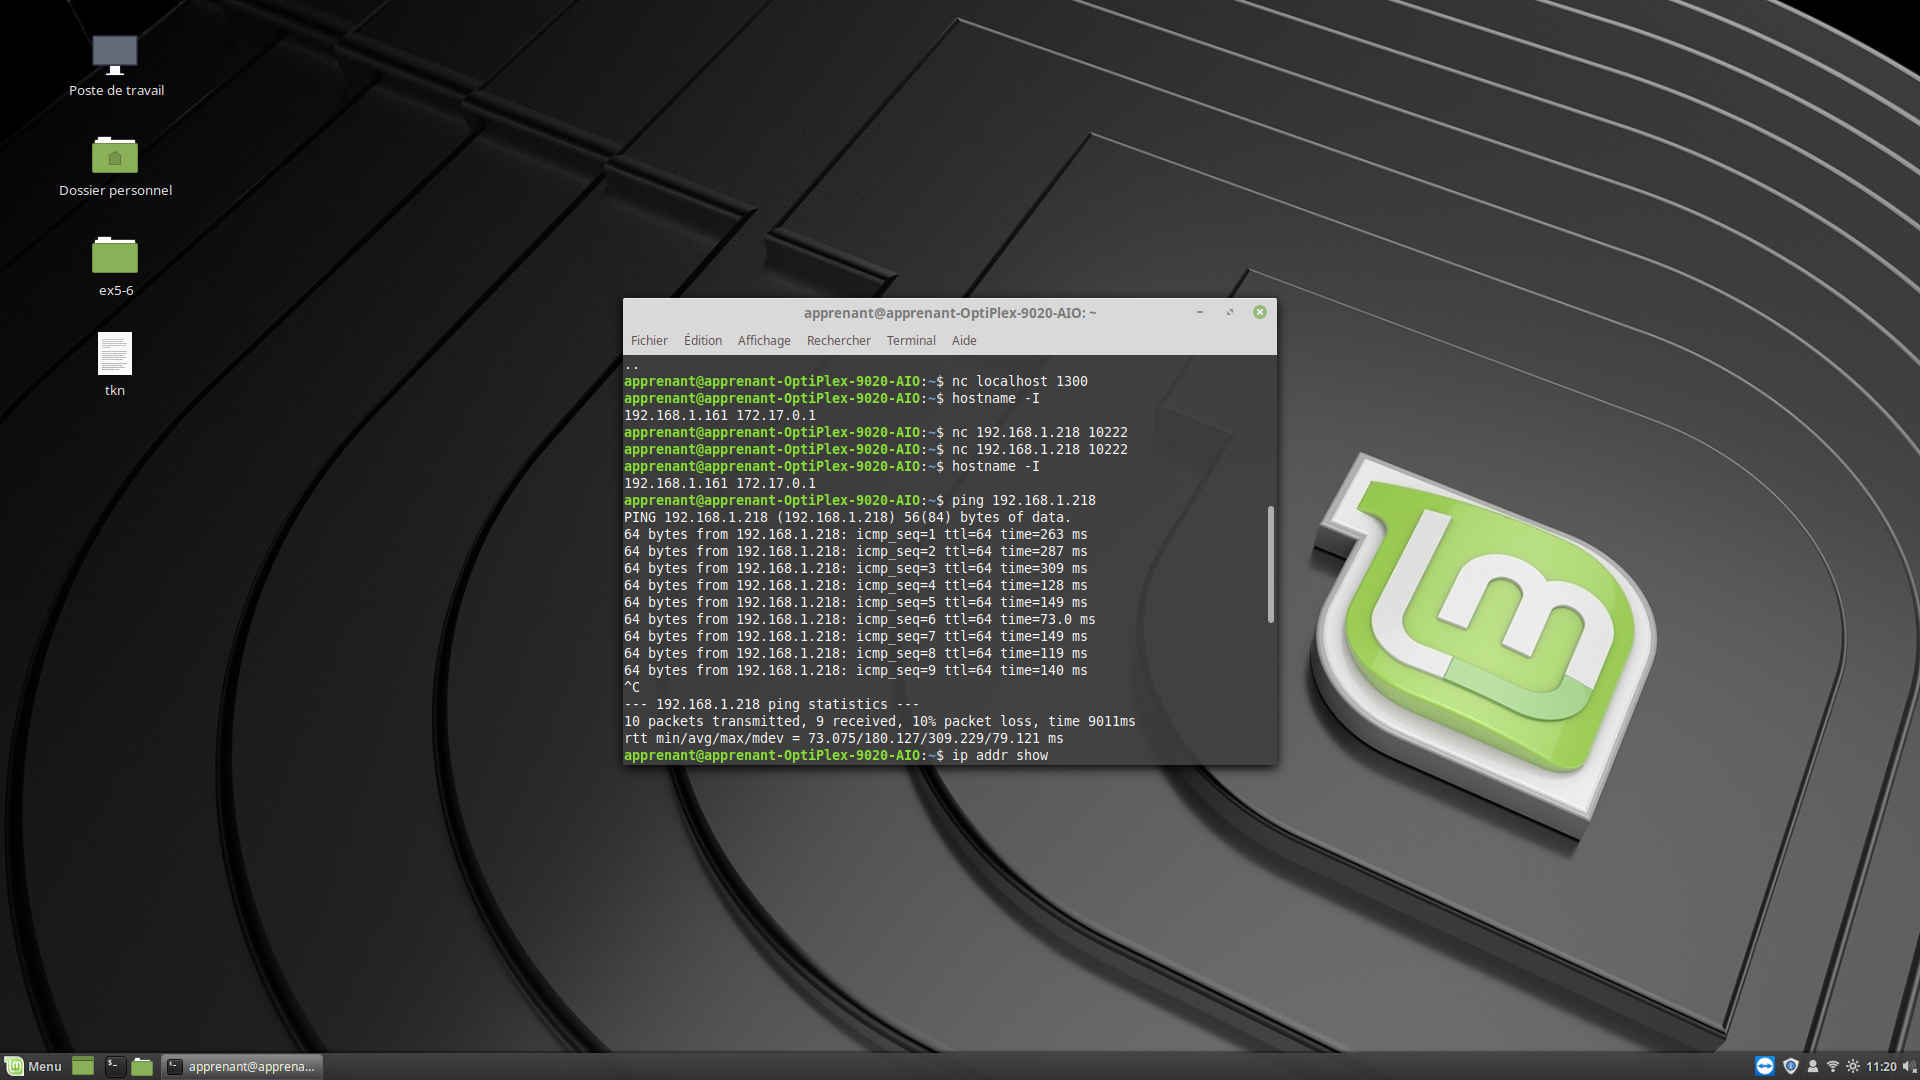 Poste de travail
Dossier personnel
ex5-6
tkn
apprenant@apprenant-OptiPlex-9020-AIO: ~
Fichier Édition Affichage Rechercher Terminal Aide
..
apprenant@apprenant-OptiPlex-9020-AIO:~$ nc localhost 1300
apprenant@apprenant-OptiPlex-9020-AIO:~$ hostname -I
192.168.1.161 172.17.0.1
apprenant@apprenant-OptiPlex-9020-AIO:~$ nc 192.168.1.218 10222
apprenant@apprenant-OptiPlex-9020-AIO:~$ nc 192.168.1.218 10222
apprenant@apprenant-OptiPlex-9020-AIO:~$ hostname -I
192.168.1.161 172.17.0.1
apprenant@apprenant-OptiPlex-9020-AIO:~$ ping 192.168.1.218
PING 192.168.1.218 (192.168.1.218) 56(84) bytes of data.
64 bytes from 192.168.1.218: icmp_seq=1 ttl=64 time=263 ms
64 bytes from 192.168.1.218: icmp_seq=2 ttl=64 time=287 ms
64 bytes from 192.168.1.218: icmp_seq=3 ttl=64 time=309 ms
64 bytes from 192.168.1.218: icmp_seq=4 ttl=64 time=128 ms
64 bytes from 192.168.1.218: icmp_seq=5 ttl=64 time=149 ms
64 bytes from 192.168.1.218: icmp_seq=6 ttl=64 time=73.0 ms
64 bytes from 192.168.1.218: icmp_seq=7 ttl=64 time=149 ms
64 bytes from 192.168.1.218: icmp_seq=8 ttl=64 time=119 ms
64 bytes from 192.168.1.218: icmp_seq=9 ttl=64 time=140 ms
^C
--- 192.168.1.218 ping statistics ---
10 packets transmitted, 9 received, 10% packet loss, time 9011ms
rtt min/avg/max/mdev = 73.075/180.127/309.229/79.121 ms
apprenant@apprenant-OptiPlex-9020-AIO:~$ ip addr show
Menu
apprenant@apprena...
11:20